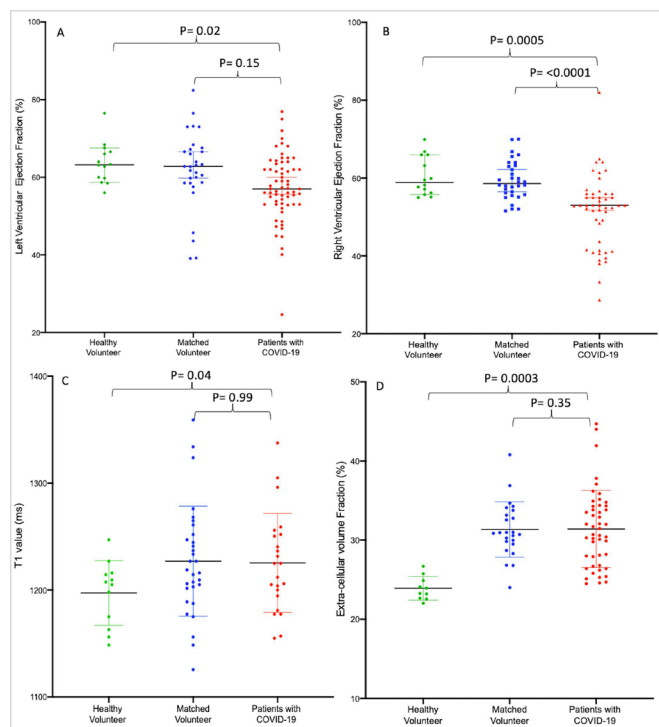 A
P= 0.02
P= 0.15
Left Ventricular Ejection Fraction (%)
100
80
60
40
20
Healthy
Volunteer
Matched
Volunteer
Patients with
COVID-19
B
P= 0.0005
P= <0.0001
Right Ventricular Ejection Fraction (%)
100
80
60
40
20
Healthy
Volunteer
Matched
Volunteer
Patients with
COVID-19
C
P= 0.04
P= 0.99
T1 value (ms)
1400
1300
1200
1100
Healthy
Volunteer
Matched
Volunteer
Patients with
COVID-19
D
P= 0.0003
P= 0.35
Extra-cellular volume Fraction (%)
50
40
30
20
10
Healthy
Volunteer
Matched
Volunteer
Patients with
COVID-19